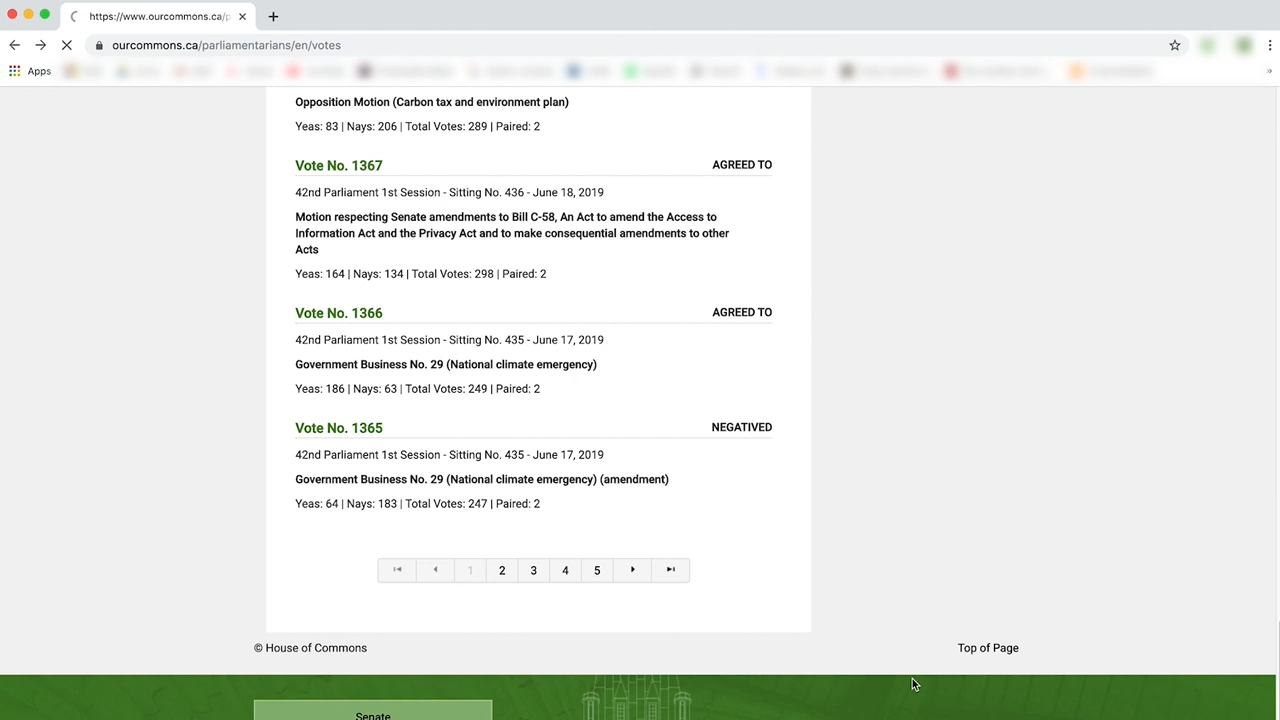 https://www.ourcommons.ca/p
ourcommons.ca/parliamentarians/en/votes
Apps
Opposition Motion (Carbon tax and environment plan)
Yeas: 83 | Nays: 206 | Total Votes: 289 | Paired: 2
Vote No. 1367 AGREED TO
42nd Parliament 1st Session - Sitting No. 436 - June 18, 2019
Motion respecting Senate amendments to Bill C-58, An Act to amend the Access to
Information Act and the Privacy Act and to make consequential amendments to other
Acts
Yeas: 164 | Nays: 134 | Total Votes: 298 | Paired: 2
Vote No. 1366 AGREED TO
42nd Parliament 1st Session - Sitting No. 435 - June 17, 2019
Government Business No. 29 (National climate emergency)
Yeas: 186 | Nays: 63 | Total Votes: 249 | Paired: 2
Vote No. 1365 NEGATIVED
42nd Parliament 1st Session - Sitting No. 435 - June 17, 2019
Government Business No. 29 (National climate emergency) (amendment)
Yeas: 64 | Nays: 183 | Total Votes: 247 | Paired: 2
1 2 3 4 5
© House of Commons Top of Page
Senate